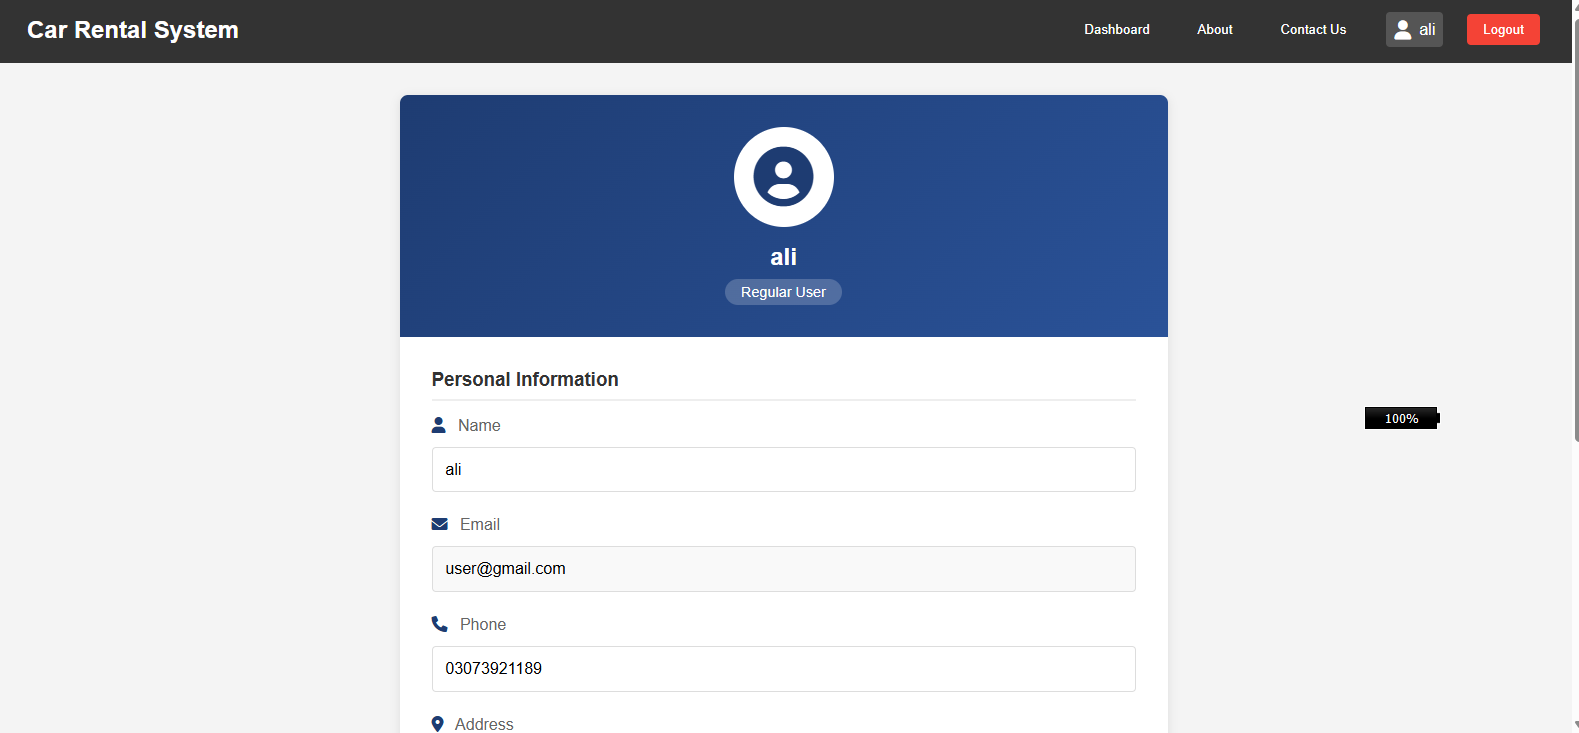 Car Rental System
Dashboard About Contact Us ali Logout
ali
Regular User
Personal Information
Name
ali
100%
Email
user@gmail.com
Phone
03073921189
Address